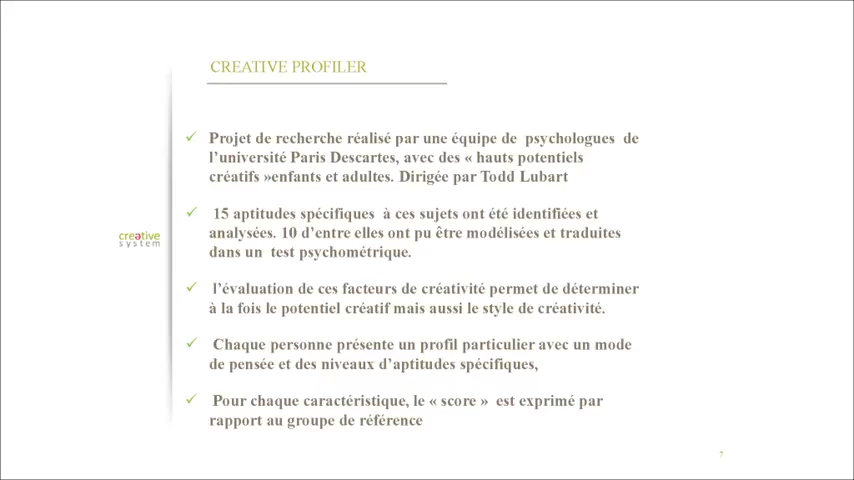 CREATIVE PROFILER
Projet de recherche réalisé par une équipe de psychologues de
l'université Paris Descartes, avec des « hauts potentiels
créatifs »enfants et adultes. Dirigée par Todd Lubart
15 aptitudes spécifiques à ces sujets ont été identifiées et
analysées. 10 d'entre elles ont pu être modélisées et traduites
dans un test psychométrique.
creative
system
l'évaluation de ces facteurs de créativité permet de déterminer
à la fois le potentiel créatif mais aussi le style de créativité.
Chaque personne présente un profil particulier avec un mode
de pensée et des niveaux d'aptitudes spécifiques,
Pour chaque caractéristique, le « score » est exprimé par
rapport au groupe de référence
7